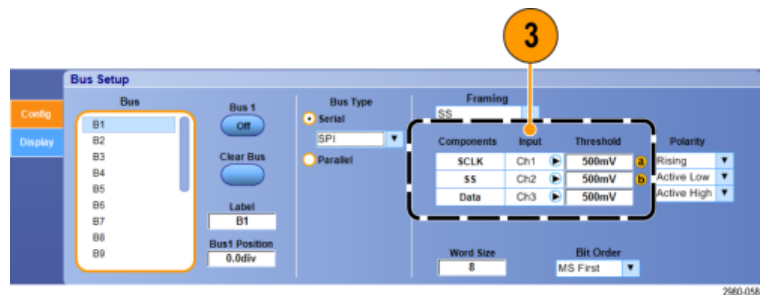 3
Bus Setup
Config
Display
Bus
B1
B2
B3
B4
B5
B6
B7
B8
B9
Bus 1
Off
Clear Bus
Label
B1
Bus1 Position
0.0div
Bus Type
Serial
SPI
Parallel
Framing
SS
Components Input Threshold Polarity
SCLK Ch1 500mV a Rising
SS Ch2 500mV b Active Low
Data Ch3 500mV Active High
Word Size Bit Order
8 MS First
2980-058